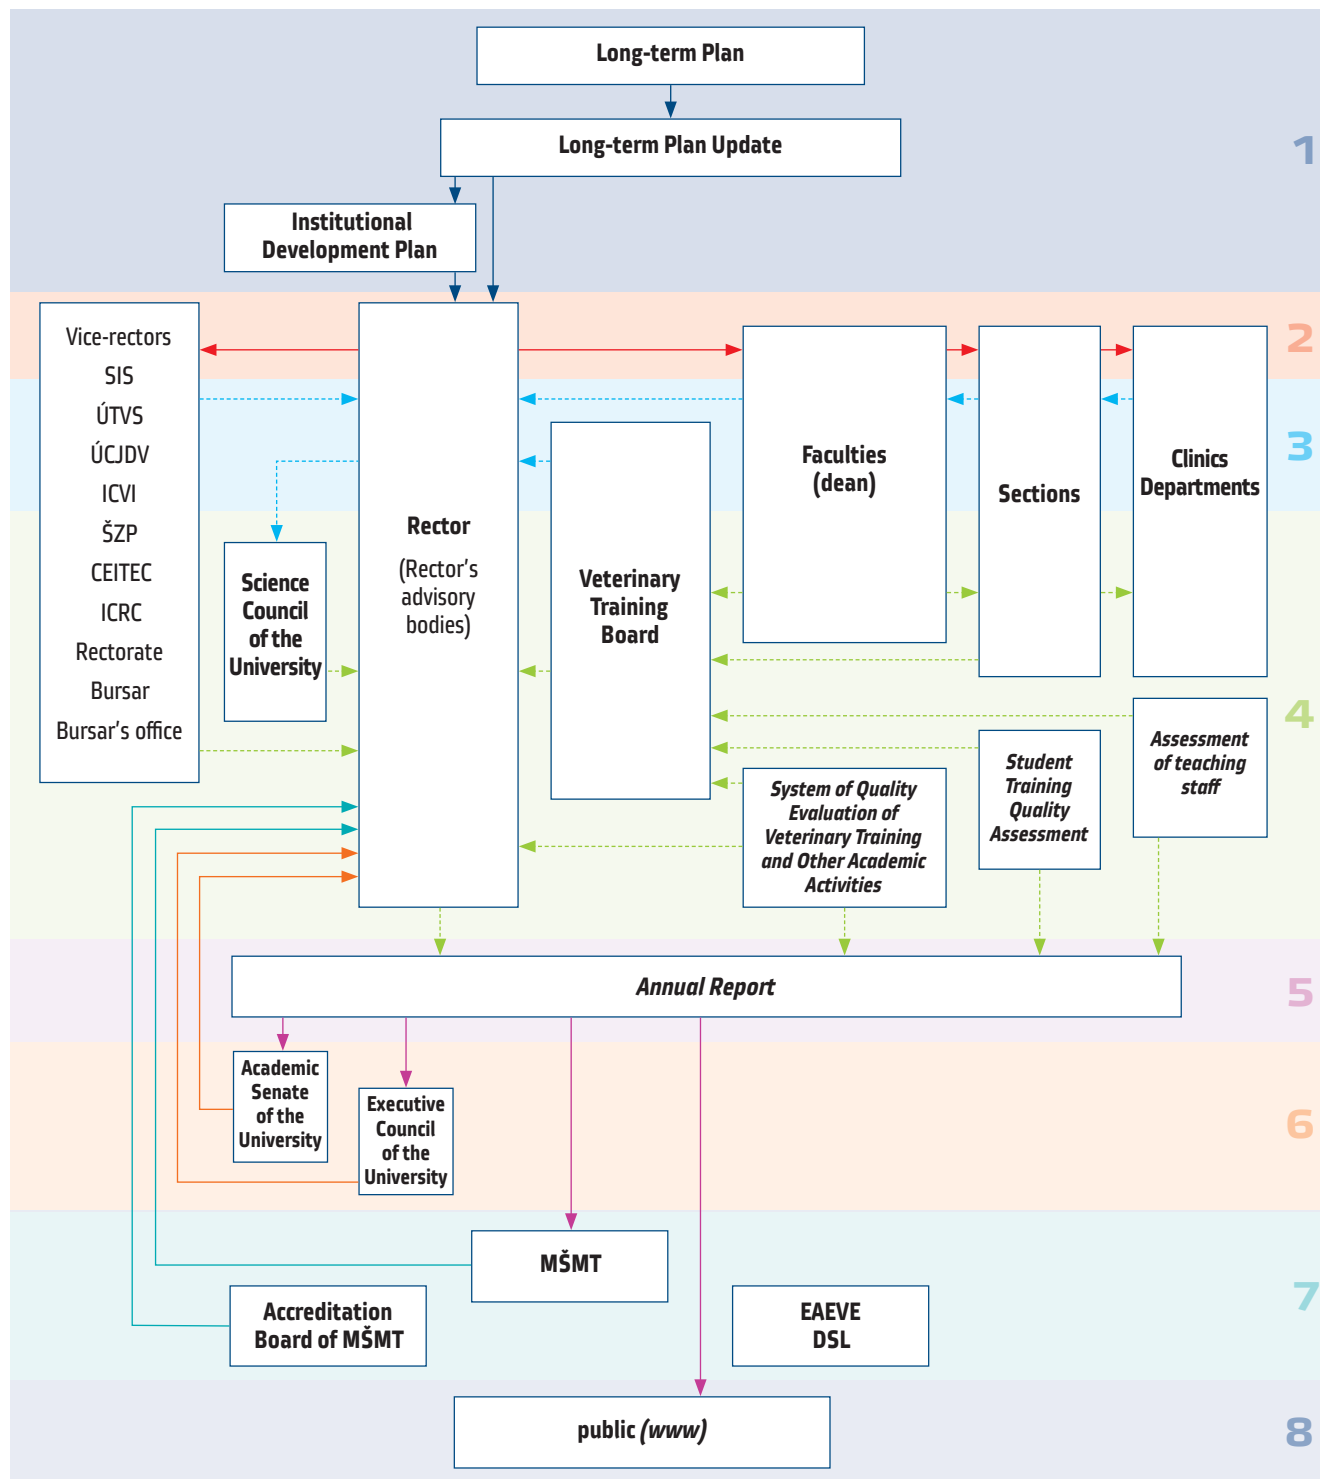 Long-term Plan
Long-term Plan Update
1
Institutional
Development Plan
Vice-rectors
SIS
ÚTVS
ÚCJDV
ICVI
ŠZP
CEITEC
ICRC
Rectorate
Bursar
Bursar's office
Science
Council
of the
University
Rector
(Rector's
advisory
bodies)
Veterinary
Training
Board
Faculties
(dean)
Sections
Clinics
Departments
2
3
4
System of Quality
Evaluation of
Veterinary Training
and Other Academic
Activities
Student
Training
Quality
Assessment
Assessment
of teaching
staff
Annual Report
5
Academic
Senate
of the
University
Executive
Council
of the
University
6
MŠMT
Accreditation
Board of MŠMT
EAEVE
DSL
7
public (www)
8